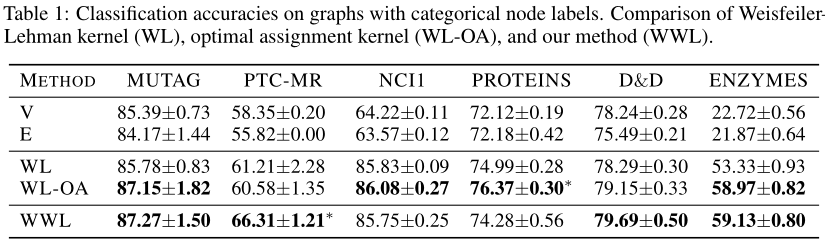 Table 1: Classification accuracies on graphs with categorical node labels. Comparison of Weisfeiler-
Lehman kernel (WL), optimal assignment kernel (WL-OA), and our method (WWL).
METHOD MUTAG PTC-MR NCI1 PROTEINS D&D ENZYMES
V 85.39±0.73 58.35±0.20 64.22±0.11 72.12±0.19 78.24±0.28 22.72±0.56
E 84.17±1.44 55.82±0.00 63.57±0.12 72.18±0.42 75.49±0.21 21.87±0.64
WL 85.78±0.83 61.21±2.28 85.83±0.09 74.99±0.28 78.29±0.30 53.33±0.93
WL-OA 87.15±1.82 60.58±1.35 86.08±0.27 76.37±0.30* 79.15±0.33 58.97±0.82
WWL 87.27±1.50 66.31±1.21* 85.75±0.25 74.28±0.56 79.69±0.50 59.13±0.80